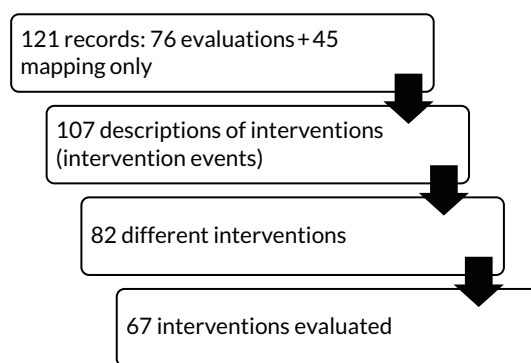 121 records: 76 evaluations + 45
mapping only
107 descriptions of interventions
(intervention events)
82 different interventions
67 interventions evaluated